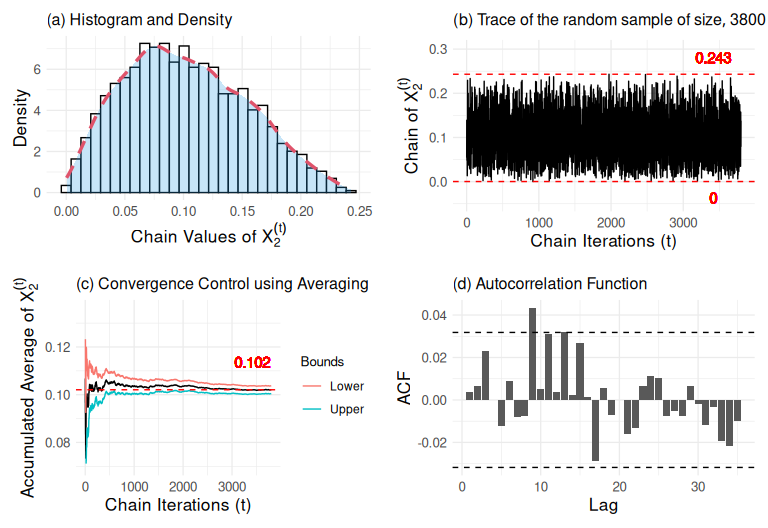 (a) Histogram and Density
Density
6
4
2
0
0.00 0.05 0.10 0.15 0.20 0.25
Chain Values of X₂⁽ᵗ⁾
(b) Trace of the random sample of size, 3800
Chain of X₂⁽ᵗ⁾
0.3
0.2
0.1
0.0
0.243
0
0 1000 2000 3000
Chain Iterations (t)
(c) Convergence Control using Averaging
Accumulated Average of X₂⁽ᵗ⁾
0.12
0.10
0.08
0.102
0 1000 2000 3000
Chain Iterations (t)
Bounds
Lower
Upper
(d) Autocorrelation Function
ACF
0.04
0.02
0.00
-0.02
0 10 20 30
Lag